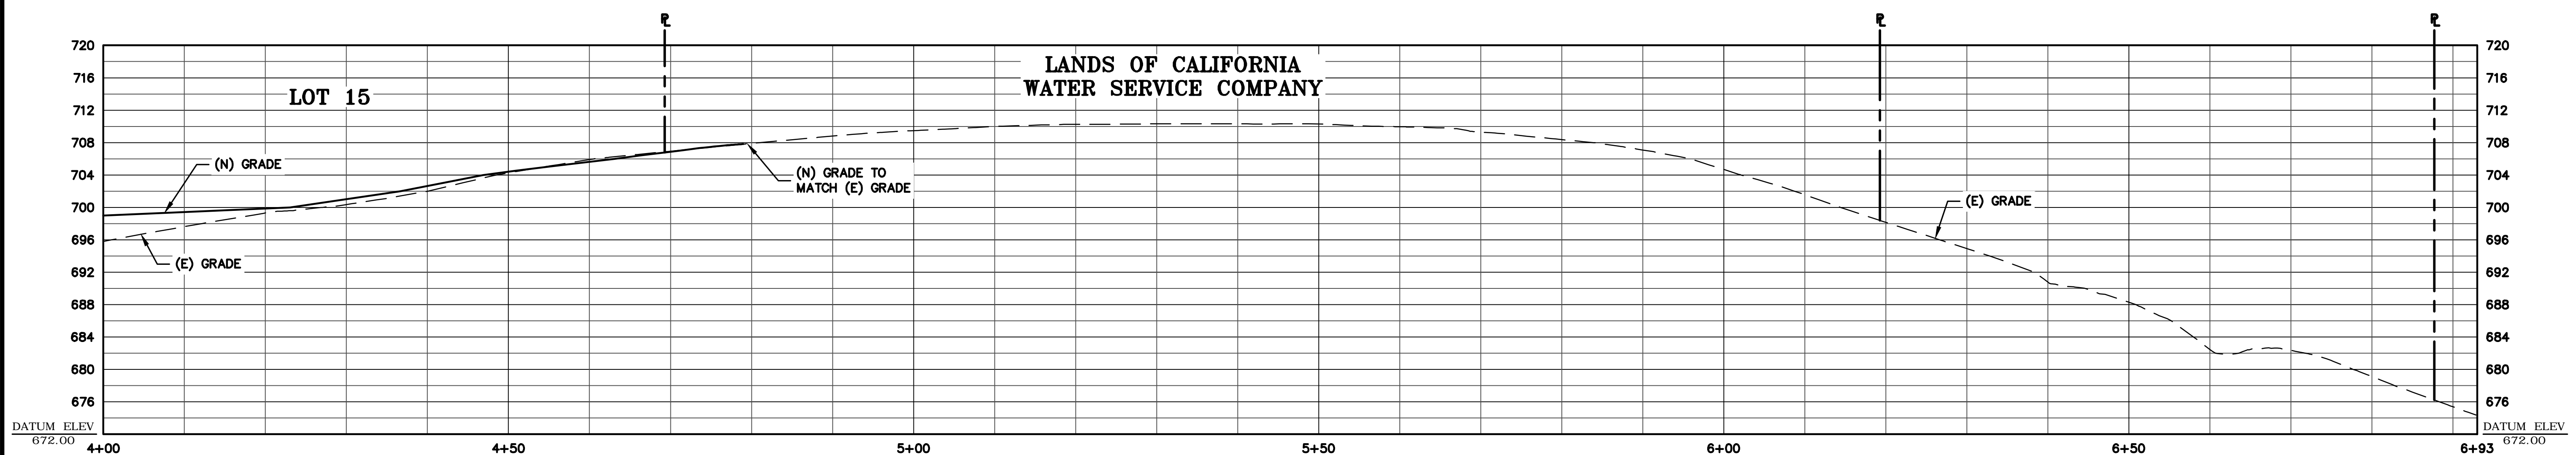 PL PL PL
720 720
716 716
712 712
708 708
704 704
700 700
696 696
692 692
688 688
684 684
680 680
676 676
LANDS OF CALIFORNIA
WATER SERVICE COMPANY
LOT 15
(N) GRADE
(E) GRADE
(N) GRADE TO
MATCH (E) GRADE
(E) GRADE
DATUM ELEV
672.00
DATUM ELEV
672.00
4+00 4+50 5+00 5+50 6+00 6+50 6+93